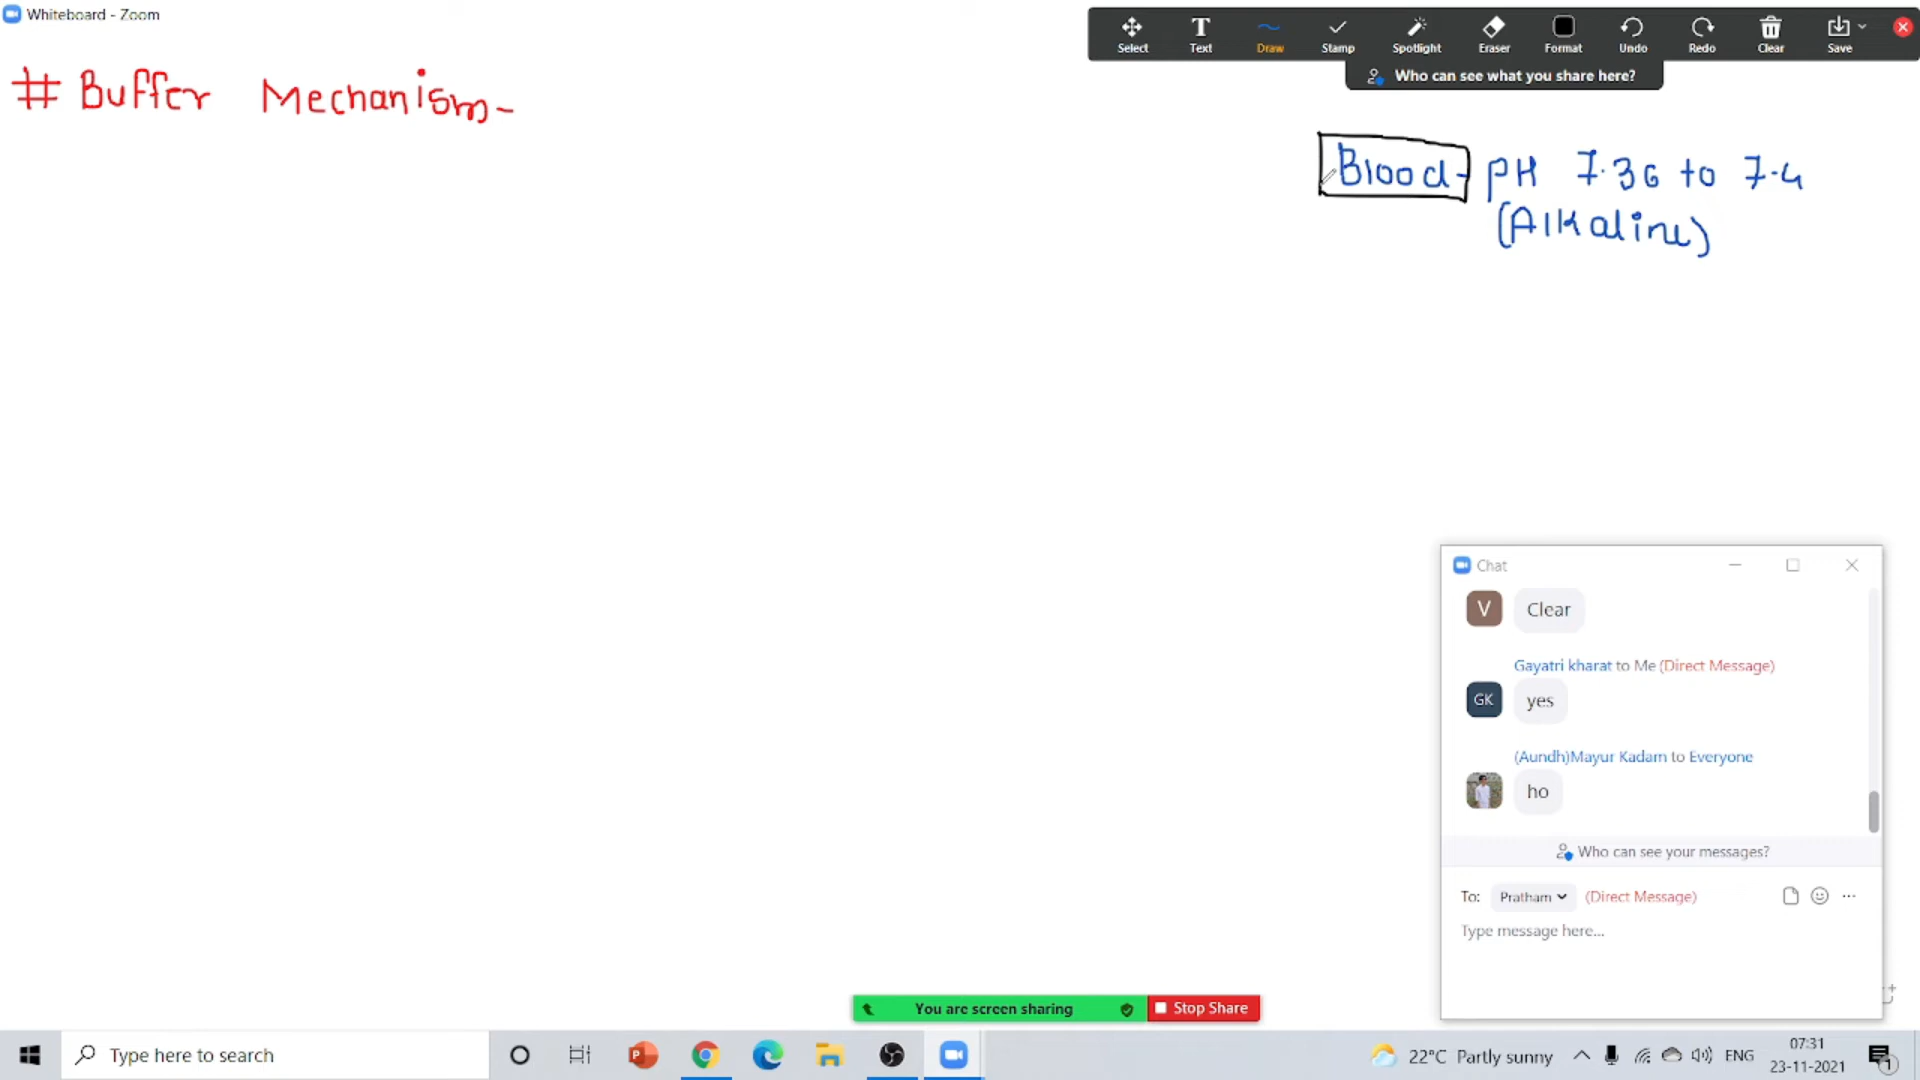 Whiteboard - Zoom
Select Text Draw Stamp Spotlight Eraser Format Undo Redo Clear Save
Who can see what you share here?
# Buffer Mechanism -
Blood - PH 7.36 to 7.4
(Alkaline)
Chat
V Clear
Gayatri kharat to Me (Direct Message)
GK yes
(Aundh)Mayur Kadam to Everyone
ho
Who can see your messages?
To: Pratham (Direct Message)
Type message here...
You are screen sharing Stop Share
Type here to search
22°C Partly sunny
ENG
07:31
23-11-2021
1